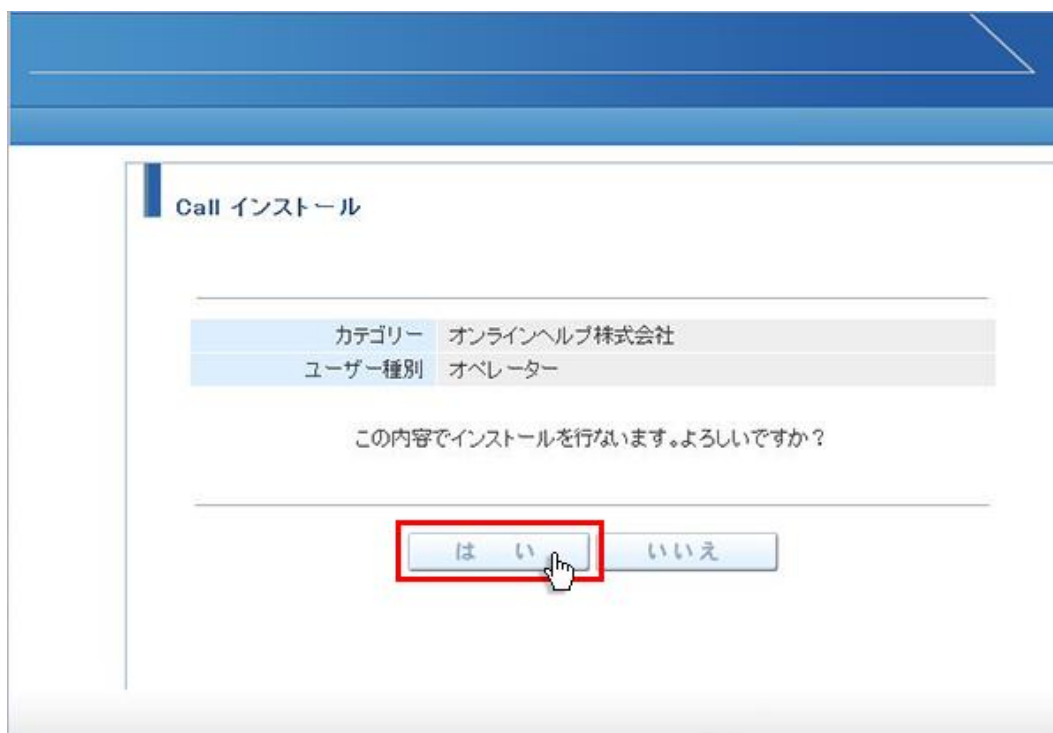 Call インストール
カテゴリー オンラインヘルプ株式会社
ユーザー種別 オペレーター
この内容でインストールを行ないます。よろしいですか？
はい いいえ